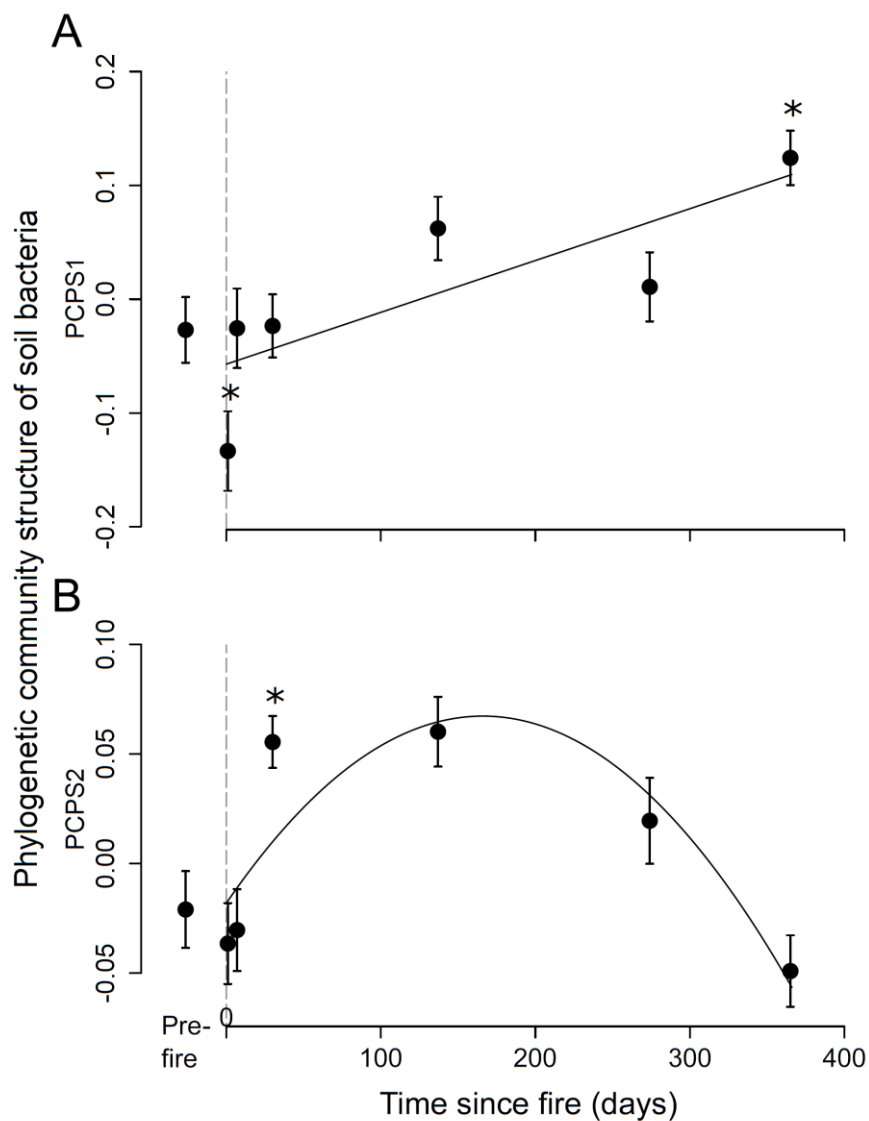 A
Phylogenetic community structure of soil bacteria
PCPS1
0.2
0.1
0.0
-0.1
-0.2
*
*
0
100
200
300
400
B
PCPS2
0.10
0.05
0.00
-0.05
*
Pre-
fire
Time since fire (days)